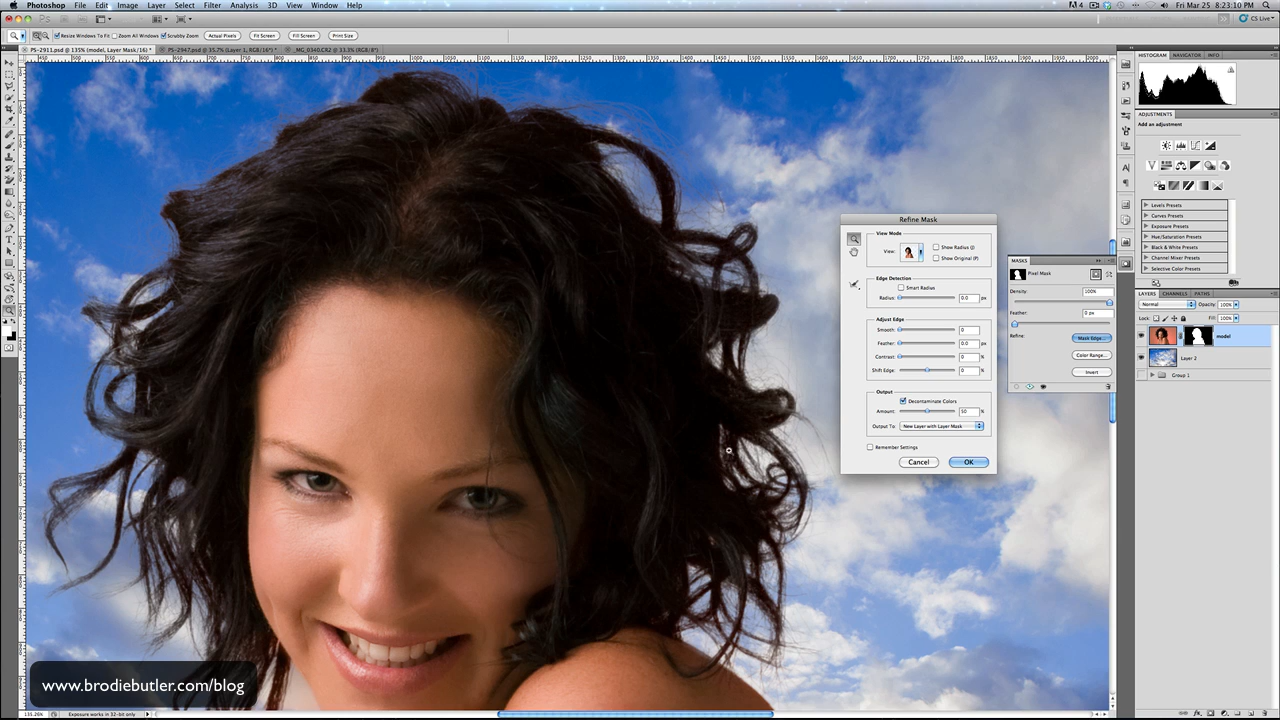 Photoshop File Edit Image Layer Select Filter Analysis 3D View Window Help
4 Fri Mar 25 8:23:10 PM
CS Live
Resize Windows To Fit Zoom All Windows Scrubby Zoom Actual Pixels Fit Screen Fill Screen Print Size
PS-2911.psd @ 135% (model, Layer Mask/16) * PS-2947.psd @ 35.7% (Layer 1, RGB/16*) * _MG_0340.CR2 @ 33.3% (RGB/8*)
HISTOGRAM NAVIGATOR INFO
ADJUSTMENTS
Add an adjustment
Levels Presets
Curves Presets
Exposure Presets
Hue/Saturation Presets
Black & White Presets
Channel Mixer Presets
Selective Color Presets
Refine Mask
View Mode
View:
Show Radius (J)
Show Original (P)
Edge Detection
Smart Radius
Radius: 0.0 px
Adjust Edge
Smooth: 0
Feather: 0.0 px
Contrast: 0 %
Shift Edge: 0 %
Output
Decontaminate Colors
Amount: 50 %
Output To: New Layer with Layer Mask
Remember Settings
Cancel OK
MASKS
Pixel Mask
Density: 100%
Feather: 0 px
Refine: Mask Edge...
Color Range...
Invert
LAYERS CHANNELS PATHS
Normal Opacity: 100%
Lock: Fill: 100%
model
Layer 2
Group 1
www.brodiebutler.com/blog
135.26% Exposure works in 32-bit only